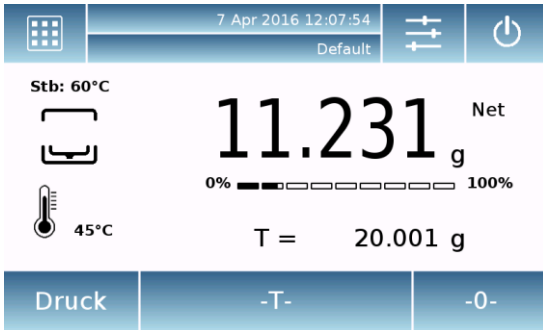 7 Apr 2016 12:07:54
Default
Stb: 60°C
11.231 g Net
0% 100%
45°C
T = 20.001 g
Druck -T- -0-